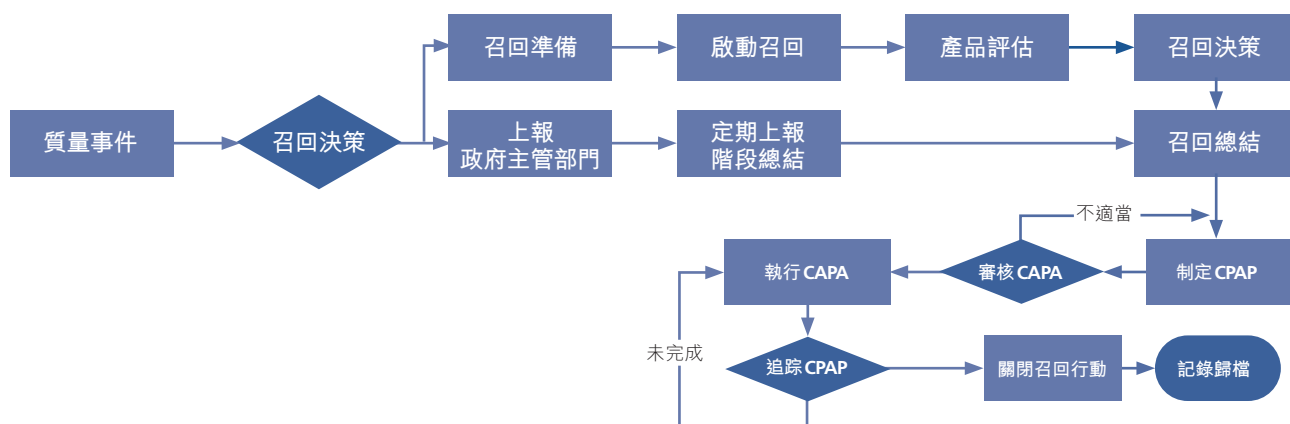 召回準備
啟動召回
產品評估
召回決策
質量事件
召回決策
上報
政府主管部門
定期上報
階段總結
召回總結
不適當
執行CAPA
審核CAPA
制定CPAP
未完成
追踪CPAP
關閉召回行動
記錄歸檔